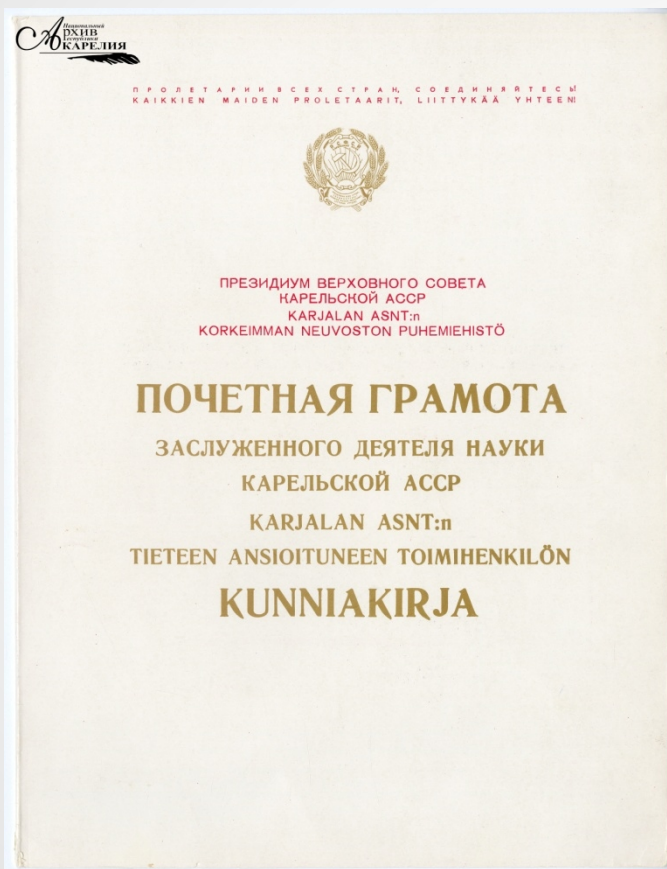 Национальный
Архив
Республики
КАРЕЛИЯ
ПРОЛЕТАРИИ ВСЕХ СТРАН, СОЕДИНЯЙТЕСЬ!
KAIKKIEN MAIDEN PROLETAARIT, LIITTYKÄÄ YHTEEN!
ПРЕЗИДИУМ ВЕРХОВНОГО СОВЕТА
КАРЕЛЬСКОЙ АССР
KARJALAN ASNT:n
KORKEIMMAN NEUVOSTON PUHEMIEHISTÖ
ПОЧЕТНАЯ ГРАМОТА
ЗАСЛУЖЕННОГО ДЕЯТЕЛЯ НАУКИ
КАРЕЛЬСКОЙ АССР
KARJALAN ASNT:n
TIETEEN ANSIOITUNEEN TOIMIHENKILÖN
KUNNIAKIRJA